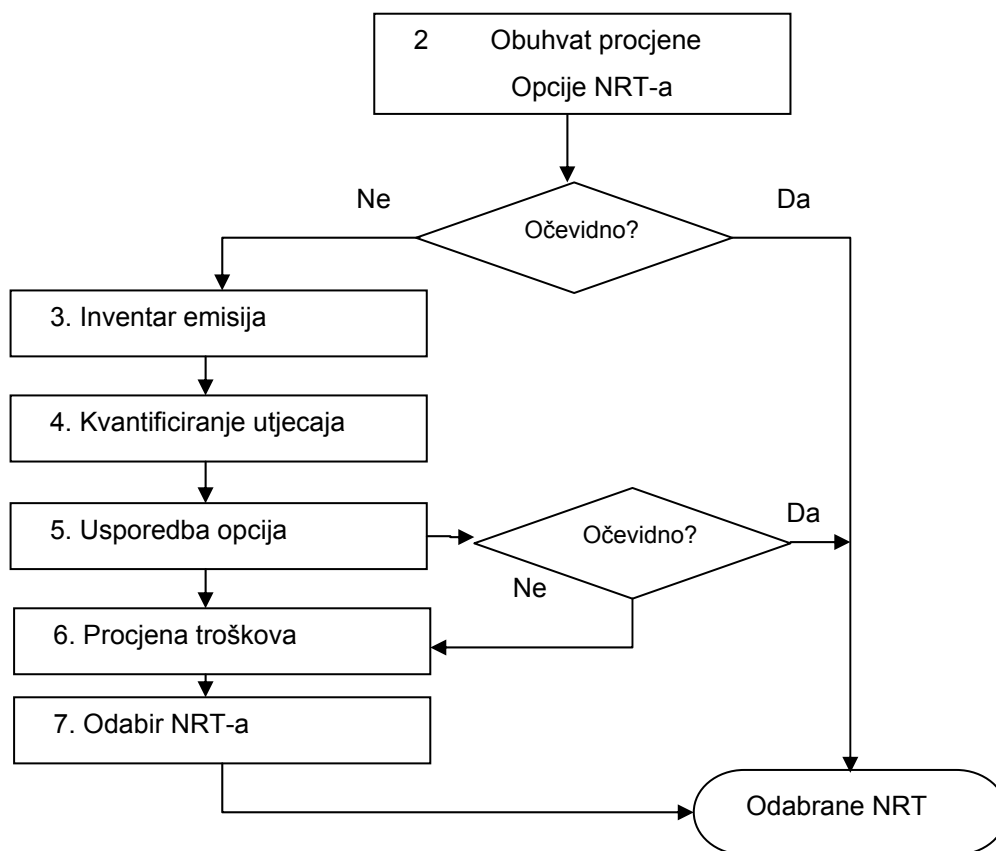 2 Obuhvat procjene
Opcije NRT-a
Ne
Da
Očevidno?
3. Inventar emisija
4. Kvantificiranje utjecaja
5. Usporedba opcija
Očevidno?
Da
Ne
6. Procjena troškova
7. Odabir NRT-a
Odabrane NRT